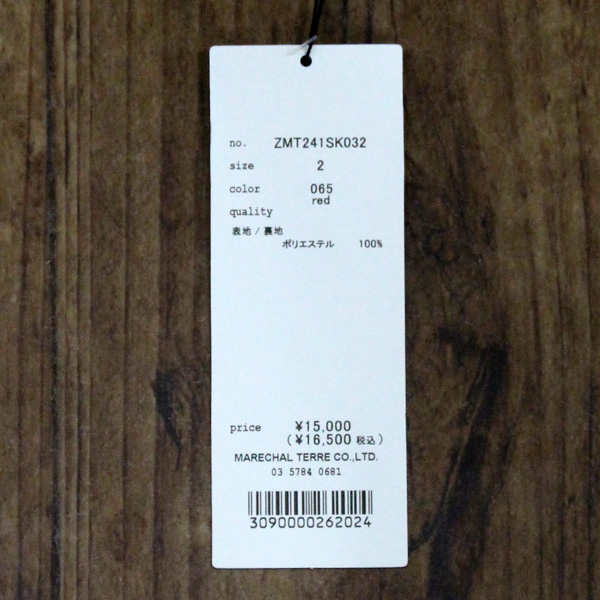 no. ZMT241SK032
size 2
color 065
red
quality
表地 / 裏地
ポリエステル 100%
price ¥15,000
(¥16,500 税込)
MARECHAL TERRE CO.,LTD.
03 5784 0681
3090000262024